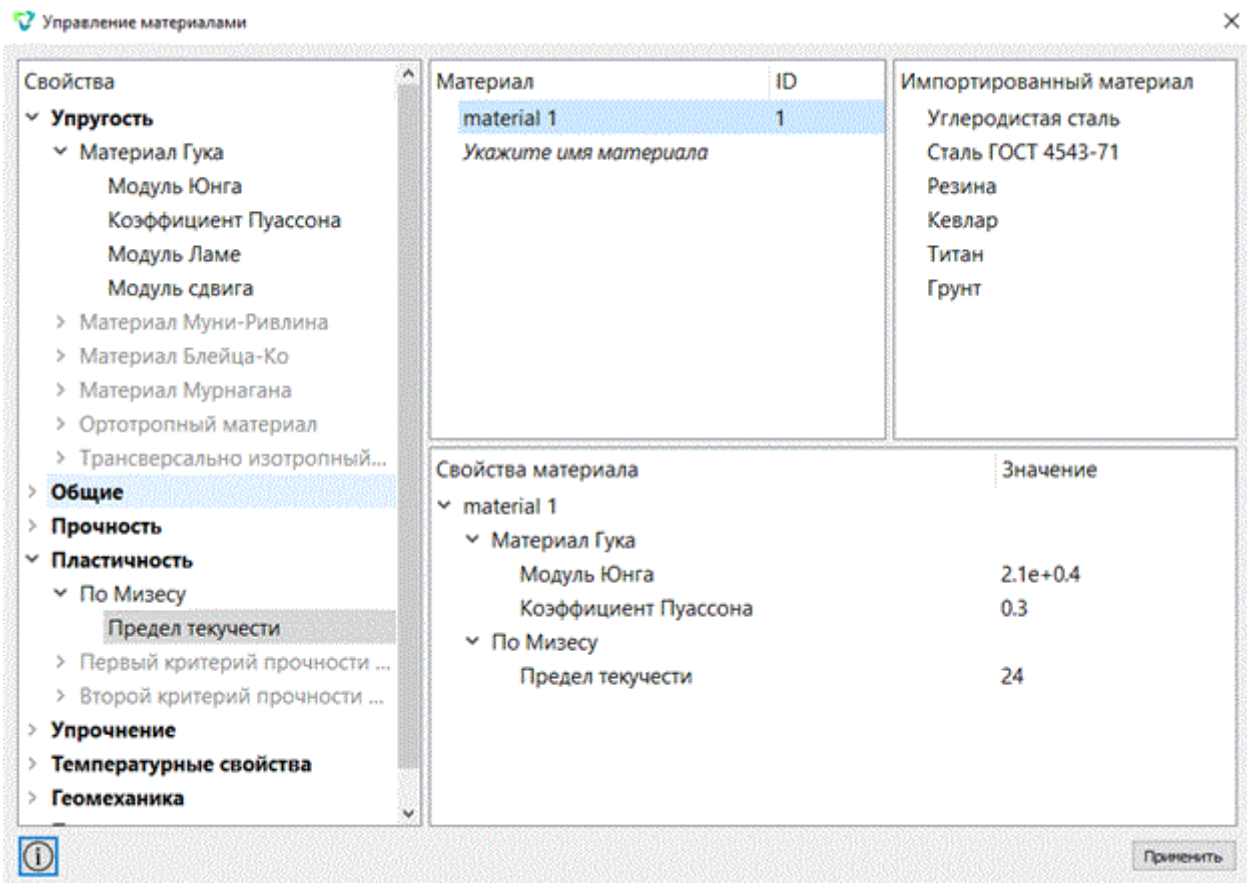 Управление материалами
Свойства
Упругость
Материал Гука
Модуль Юнга
Коэффициент Пуассона
Модуль Ламе
Модуль сдвига
Материал Муни-Ривлина
Материал Блейца-Ко
Материал Мурнагана
Ортотропный материал
Трансверсально изотропный...
Общие
Прочность
Пластичность
По Мизесу
Предел текучести
Первый критерий прочности ...
Второй критерий прочности ...
Упрочнение
Температурные свойства
Геомеханика
Материал ID
material 1 1
Укажите имя материала
Импортированный материал
Углеродистая сталь
Сталь ГОСТ 4543-71
Резина
Кевлар
Титан
Грунт
Свойства материала Значение
material 1
Материал Гука
Модуль Юнга 2.1e+0.4
Коэффициент Пуассона 0.3
По Мизесу
Предел текучести 24
Применить